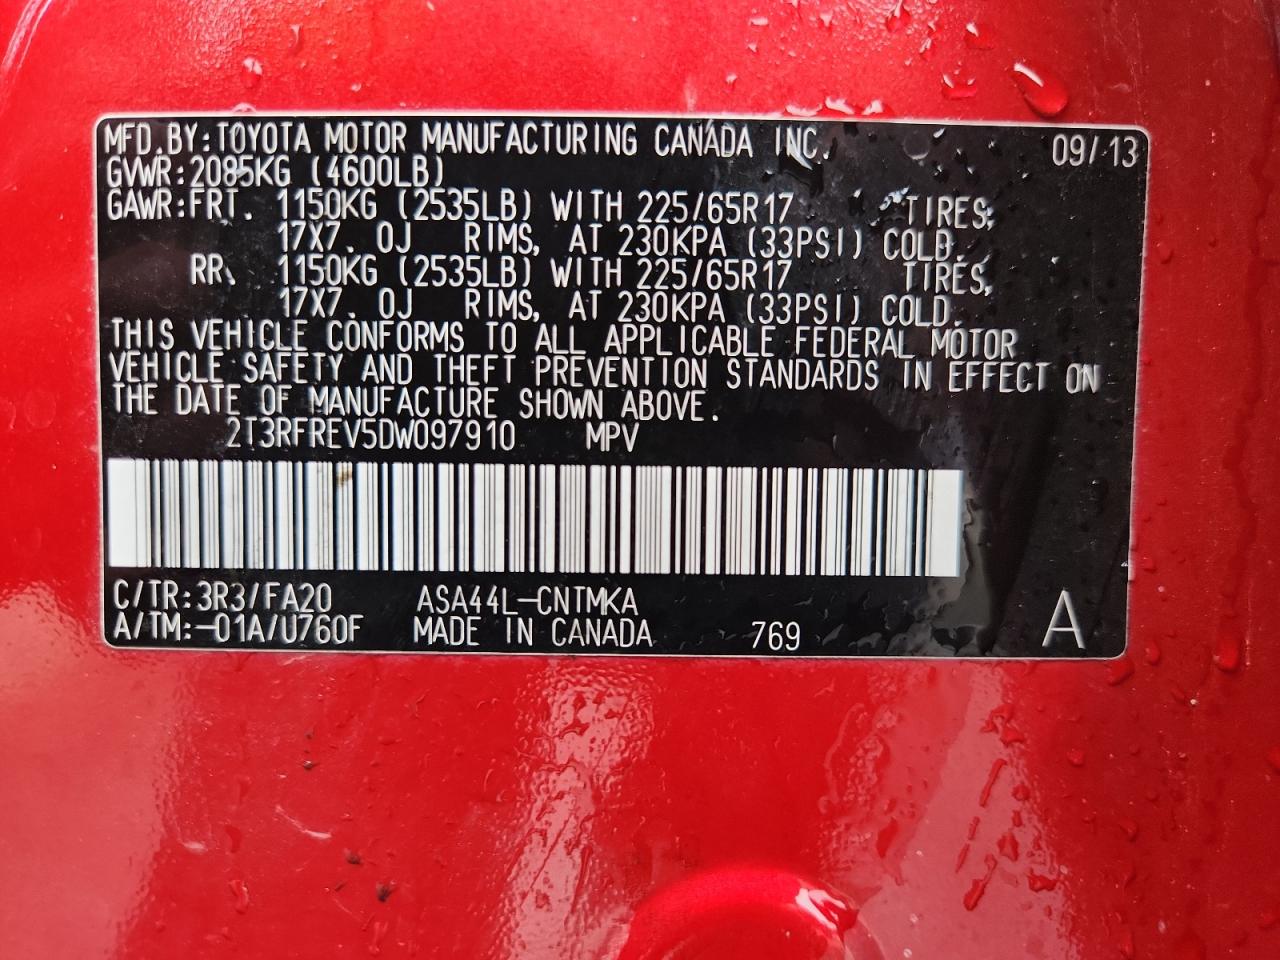 MFD.BY:TOYOTA MOTOR MANUFACTURING CANADA INC. 09/13
GVWR:2085KG (4600LB)
GAWR:FRT. 1150KG (2535LB) WITH 225/65R17 TIRES,
17X7.0J RIMS, AT 230KPA (33PSI) COLD.
RR. 1150KG (2535LB) WITH 225/65R17 TIRES,
17X7.0J RIMS, AT 230KPA (33PSI) COLD.
THIS VEHICLE CONFORMS TO ALL APPLICABLE FEDERAL MOTOR
VEHICLE SAFETY AND THEFT PREVENTION STANDARDS IN EFFECT ON
THE DATE OF MANUFACTURE SHOWN ABOVE.
2T3RFREV5DW097910 MPV
C/TR:3R3/FA20 ASA44L-CNTMKA
A/TM:-01A/U760F MADE IN CANADA 769 A